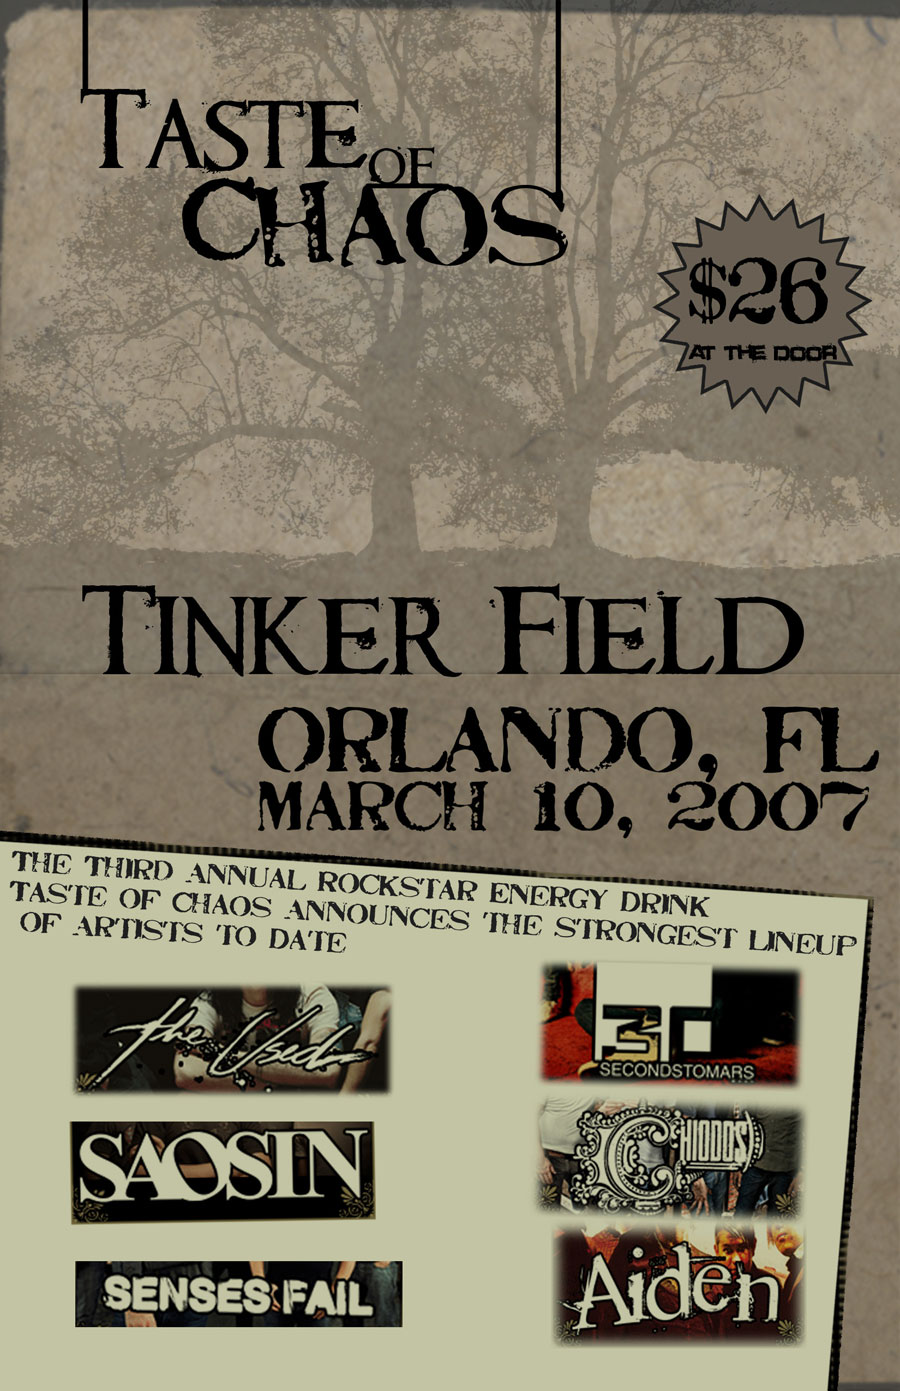 TASTE OF
CHAOS
$26
AT THE DOOR
TINKER FIELD
ORLANDO, FL
MARCH 10, 2007
THE THIRD ANNUAL ROCKSTAR ENERGY DRINK
TASTE OF CHAOS ANNOUNCES THE STRONGEST LINEUP
OF ARTISTS TO DATE
the Used
30
SECONDSTOMARS
SAOSIN
CHIODOS
SENSES FAIL
Aiden